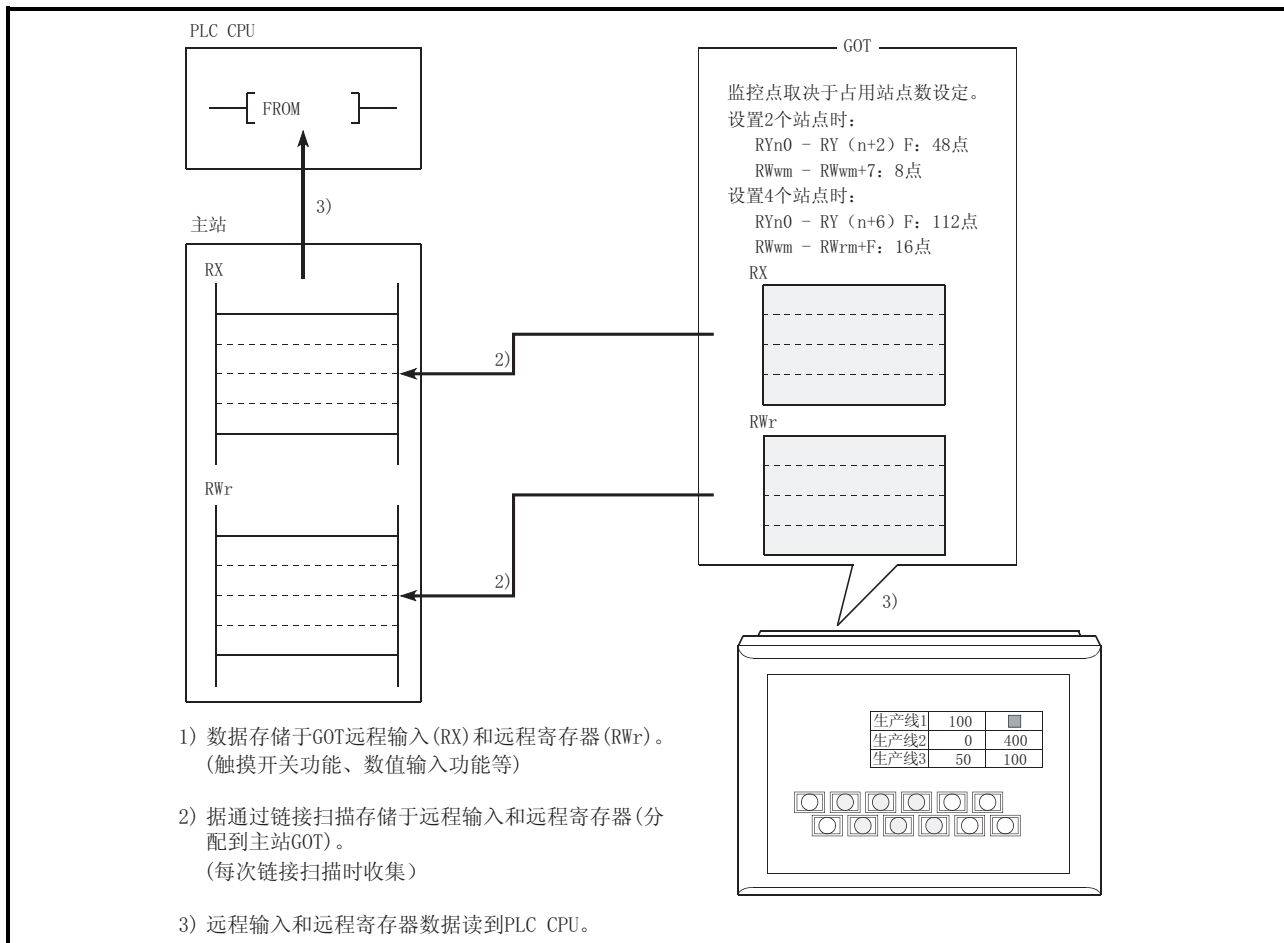 PLC CPU
FROM
3)
主站
RX
2)
RWr
2)
GOT
监控点取决于占用站点数设定。
设置2个站点时：
RYn0 - RY（n+2）F：48点
RWwm - RWwm+7：8点
设置4个站点时：
RYn0 - RY（n+6）F：112点
RWwm - RWrm+F：16点
RX
RWr
3)
生产线1 100
生产线2 0 400
生产线3 50 100
1) 数据存储于GOT远程输入(RX)和远程寄存器(RWr)。
(触摸开关功能、数值输入功能等)
2) 据通过链接扫描存储于远程输入和远程寄存器(分
配到主站GOT)。
(每次链接扫描时收集）
3) 远程输入和远程寄存器数据读到PLC CPU。